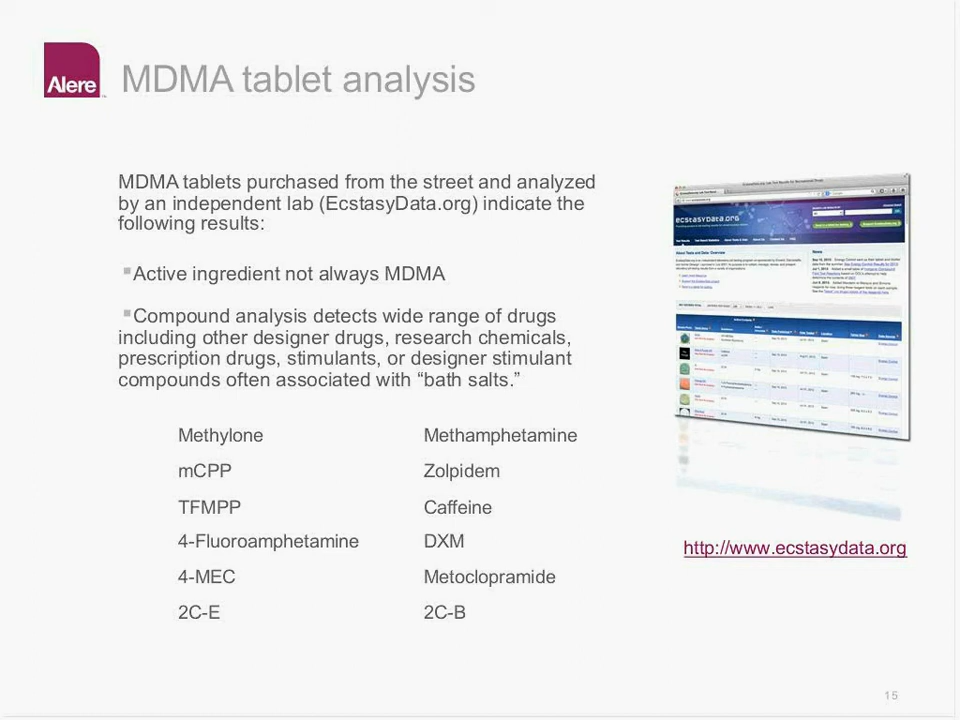 Alere
MDMA tablet analysis
MDMA tablets purchased from the street and analyzed
by an independent lab (EcstasyData.org) indicate the
following results:
▪Active ingredient not always MDMA
▪Compound analysis detects wide range of drugs
including other designer drugs, research chemicals,
prescription drugs, stimulants, or designer stimulant
compounds often associated with “bath salts.”
Methylone Methamphetamine
mCPP Zolpidem
TFMPP Caffeine
4-Fluoroamphetamine DXM
4-MEC Metoclopramide
2C-E 2C-B
ecstasydata.org
http://www.ecstasydata.org
15